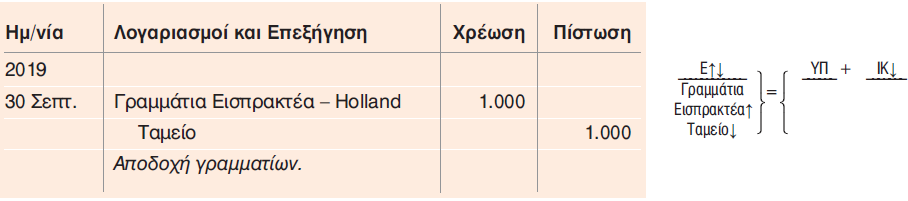 Ημ/νία Λογαριασμοί και Επεξήγηση Χρέωση Πίστωση
2019
30 Σεπτ. Γραμμάτια Εισπρακτέα – Holland 1.000
Ταμείο 1.000
Αποδοχή γραμματίων.
Ε↑↓ ΥΠ + ΙΚ↓
Γραμμάτια
Εισπρακτέα↑ =
Ταμείο↓